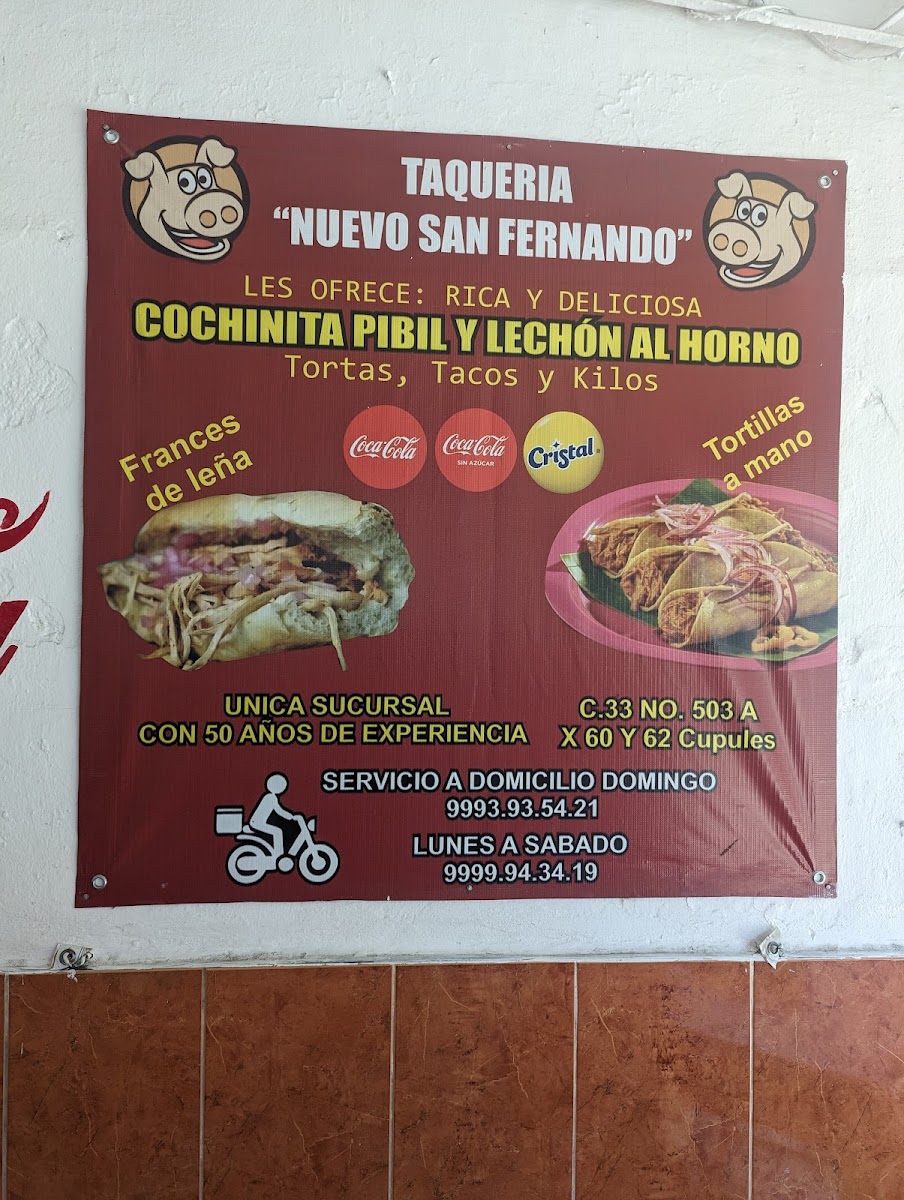 TAQUERIA
“NUEVO SAN FERNANDO”
LES OFRECE: RICA Y DELICIOSA
COCHINITA PIBIL Y LECHÓN AL HORNO
Tortas, Tacos y Kilos
Coca-Cola
Coca-Cola
SIN AZÚCAR
Cristal
Frances
de leña
Tortillas
a mano
UNICA SUCURSAL
CON 50 AÑOS DE EXPERIENCIA
C.33 NO. 503 A
X 60 Y 62 Cupules
SERVICIO A DOMICILIO DOMINGO
9993.93.54.21
LUNES A SABADO
9999.94.34.19